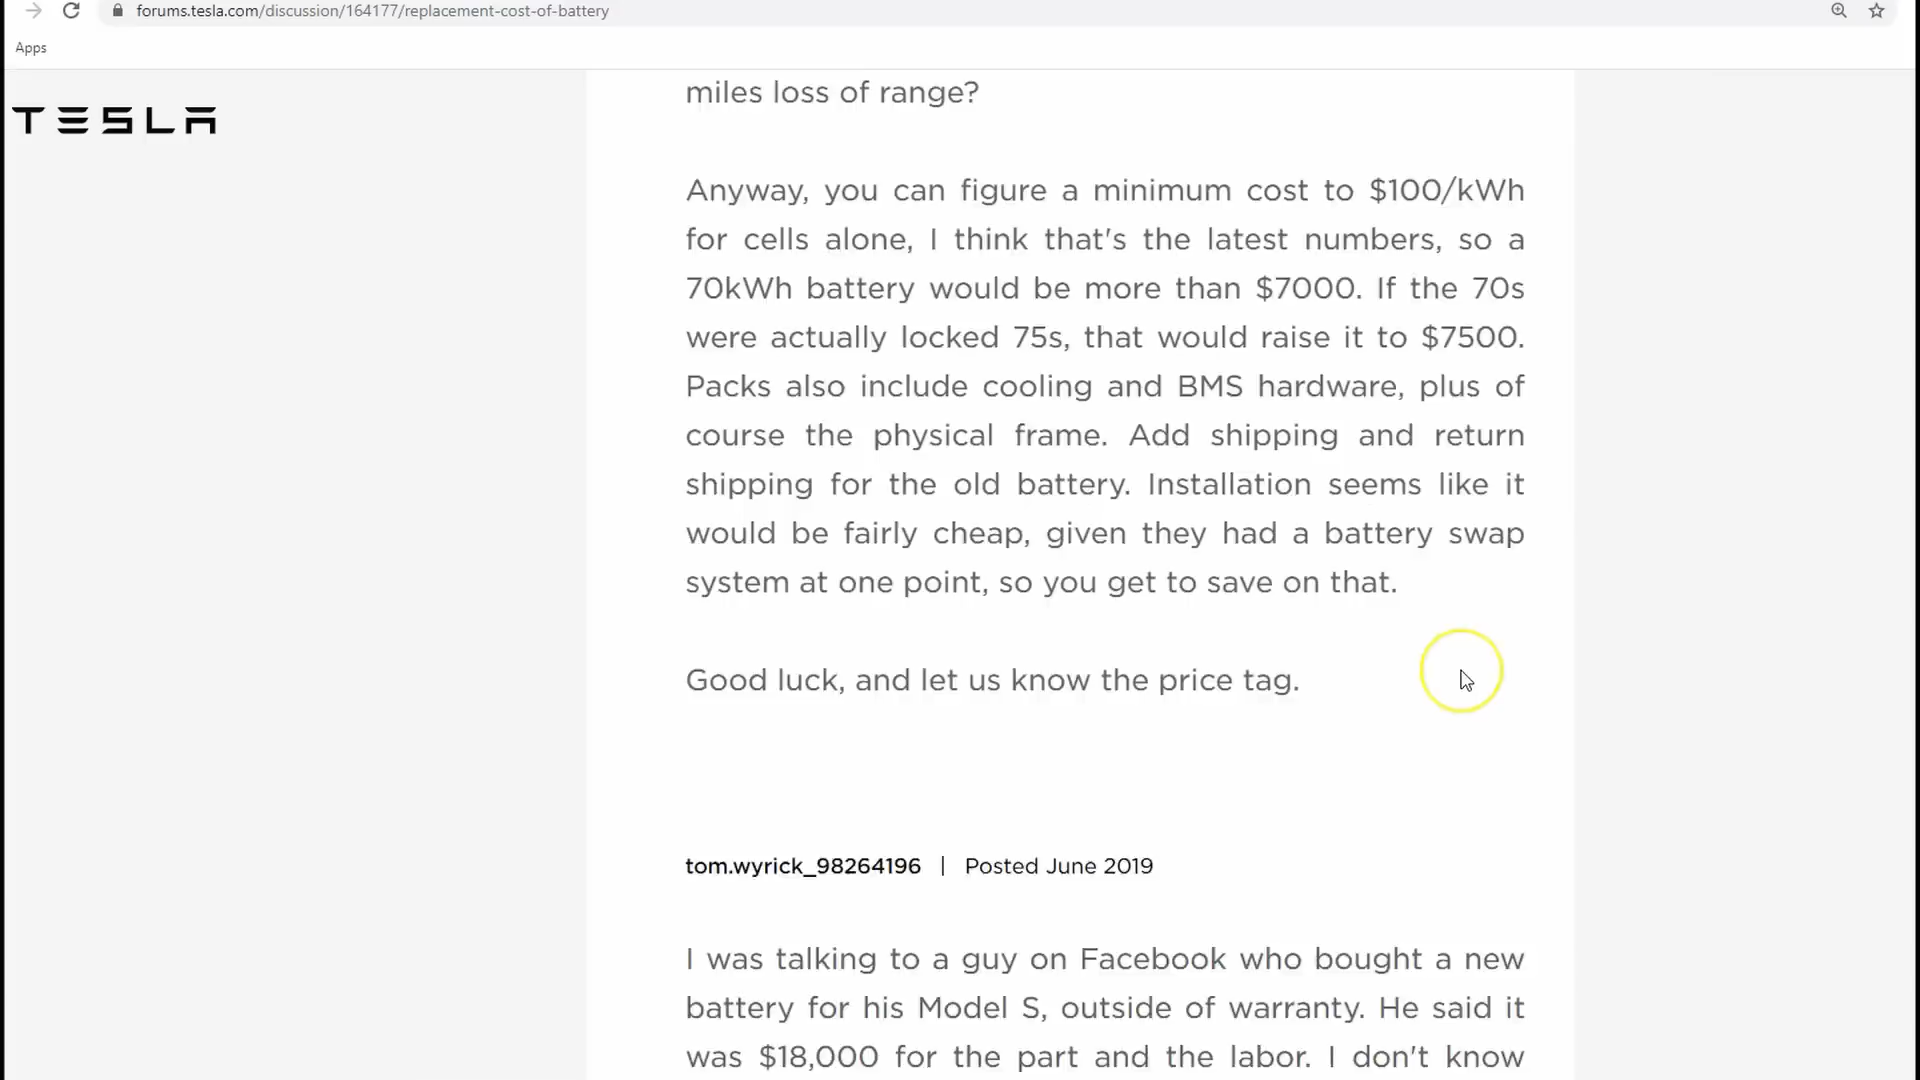 forums.tesla.com/discussion/164177/replacement-cost-of-battery
Apps
TESLA
miles loss of range?
Anyway, you can figure a minimum cost to $100/kWh
for cells alone, I think that's the latest numbers, so a
70kWh battery would be more than $7000. If the 70s
were actually locked 75s, that would raise it to $7500.
Packs also include cooling and BMS hardware, plus of
course the physical frame. Add shipping and return
shipping for the old battery. Installation seems like it
would be fairly cheap, given they had a battery swap
system at one point, so you get to save on that.
Good luck, and let us know the price tag.
tom.wyrick_98264196 | Posted June 2019
I was talking to a guy on Facebook who bought a new
battery for his Model S, outside of warranty. He said it
was $18,000 for the part and the labor. I don't know